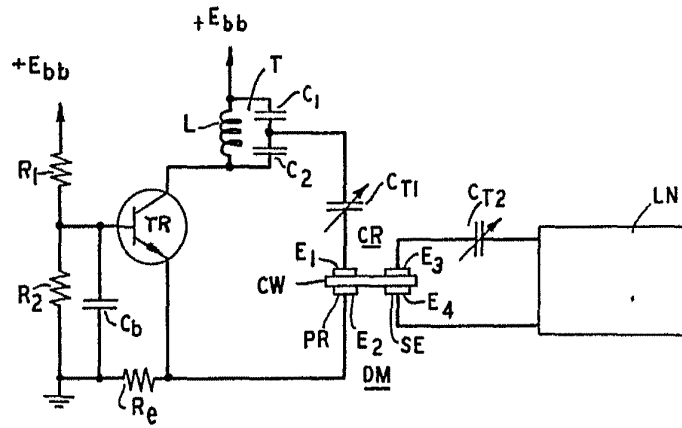 +Ebb
+Ebb
T
C1
L
R1
C2
CT1
CT2
LN
TR
CR
E1
E3
CW
R2
Cb
E4
PR
E2
SE
DM
Re